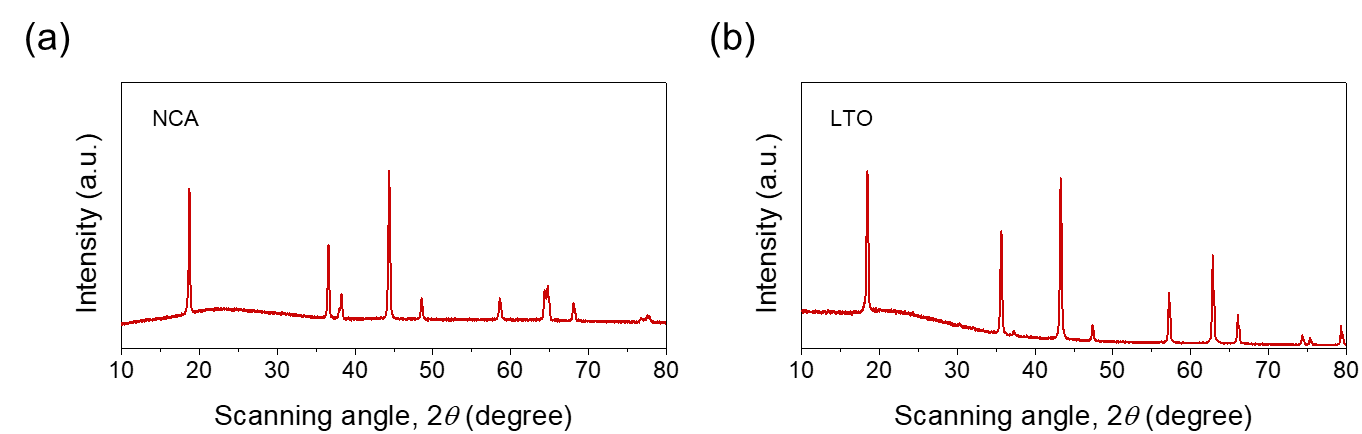 (a)
NCA
Intensity (a.u.)
10 20 30 40 50 60 70 80
Scanning angle, 2θ (degree)
(b)
LTO
Intensity (a.u.)
10 20 30 40 50 60 70 80
Scanning angle, 2θ (degree)